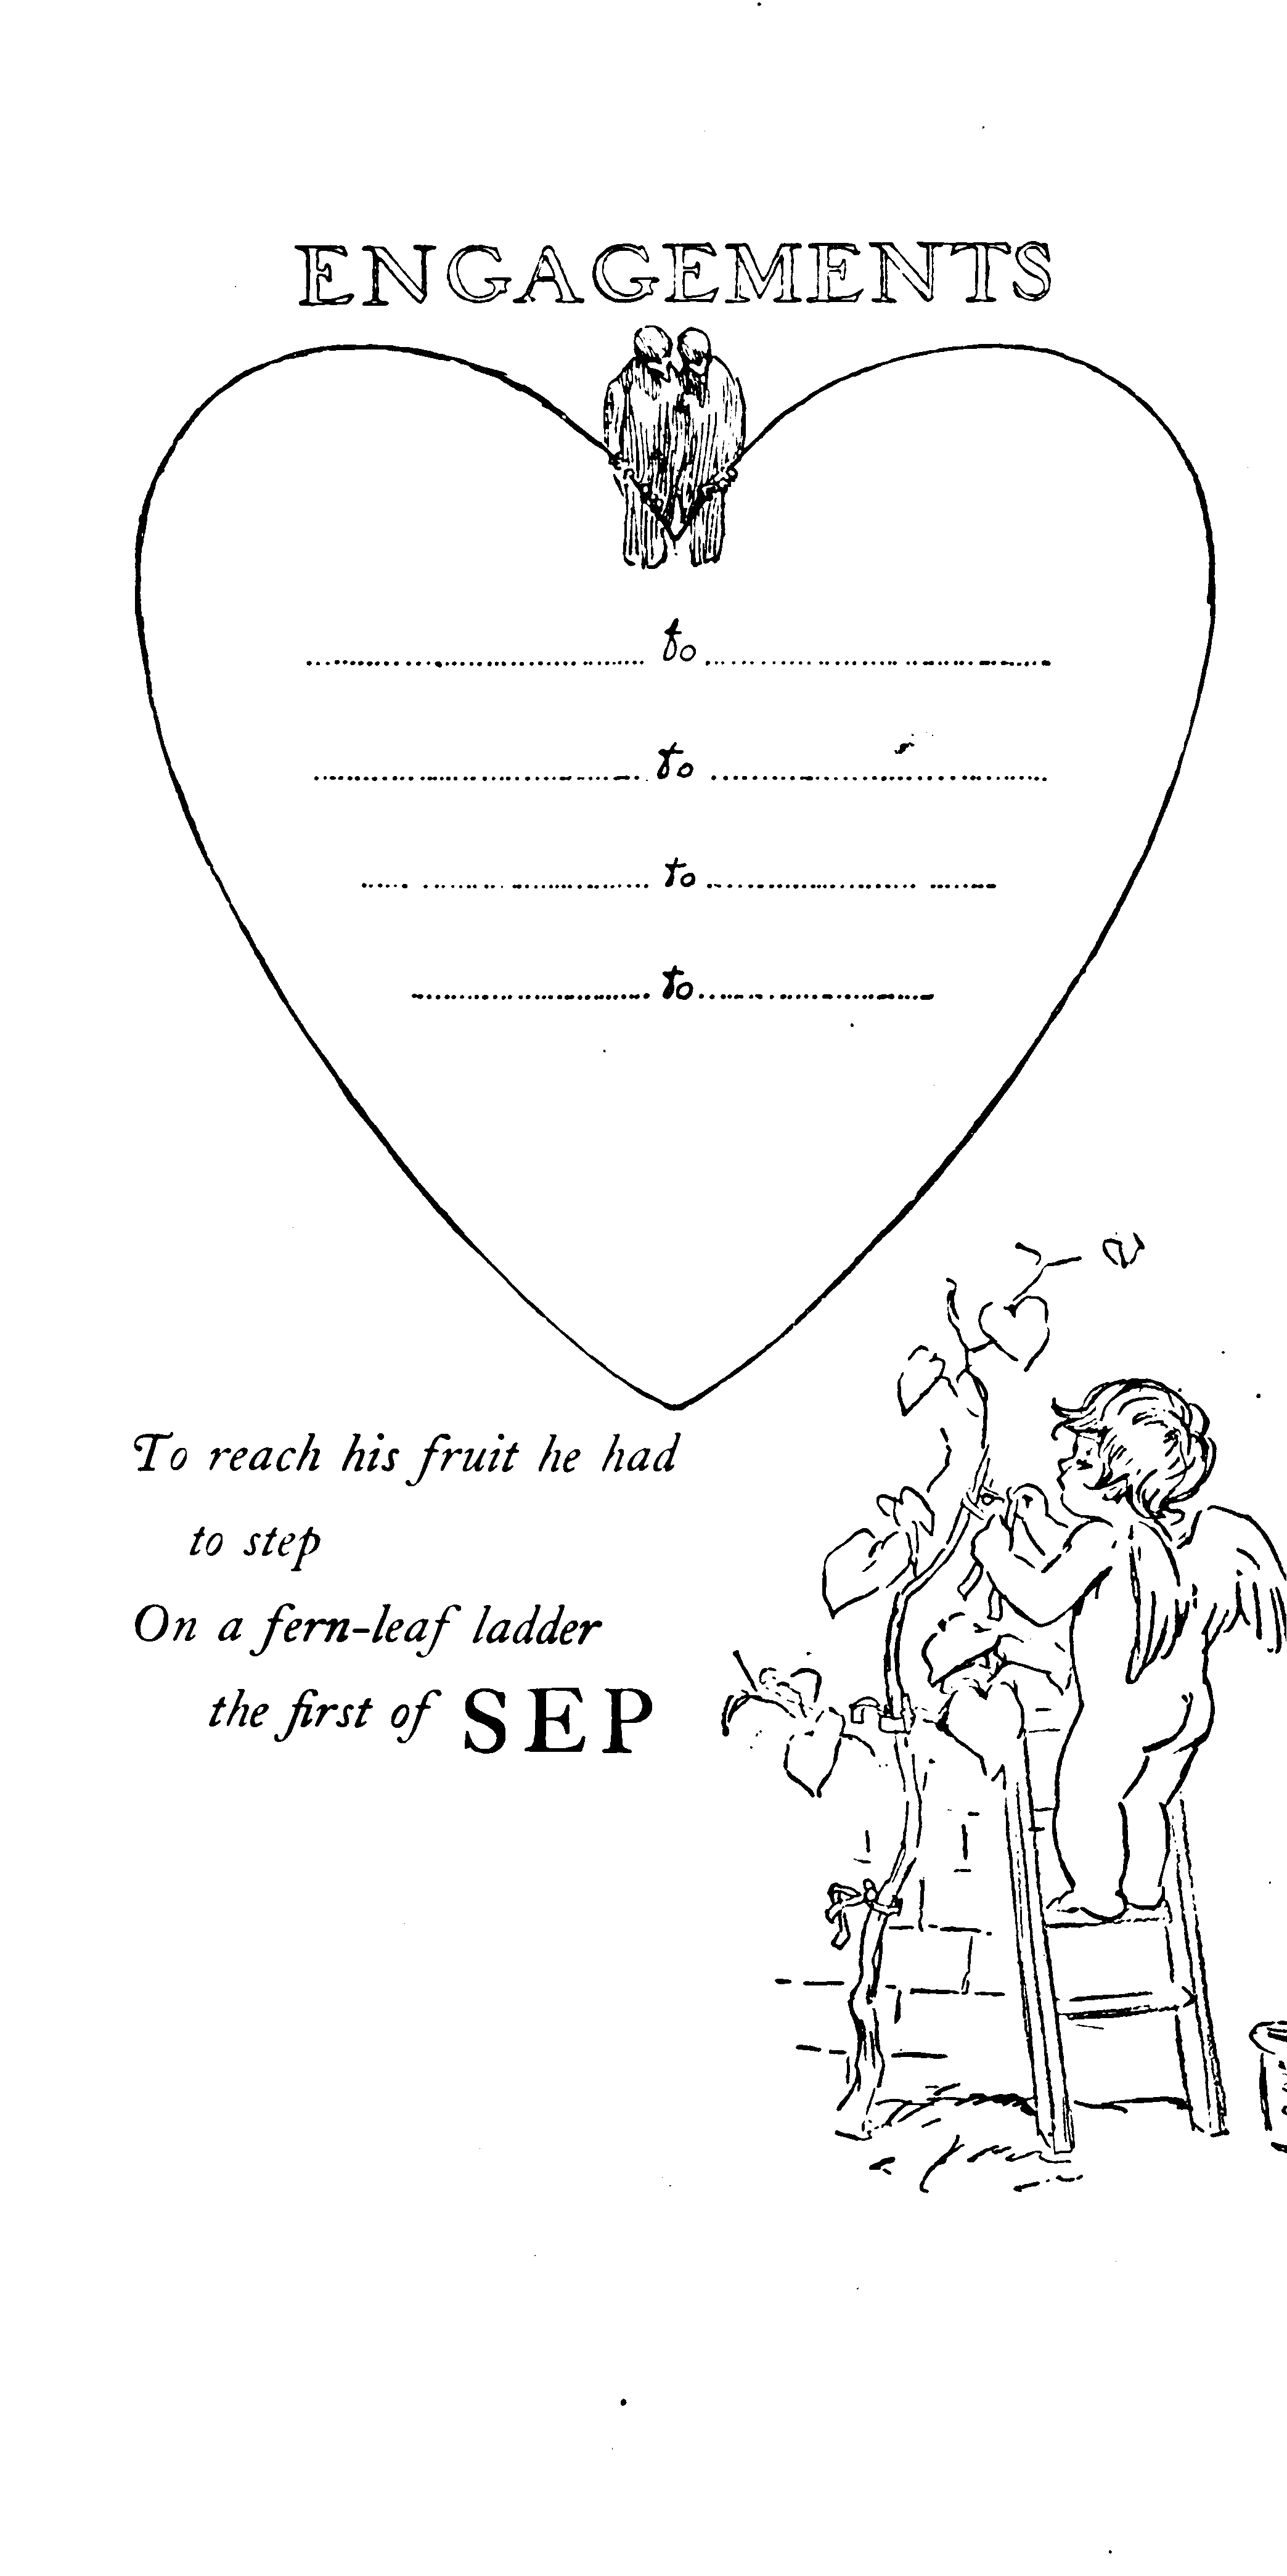 ENGAGEMENTS
to
to
to
to
To reach his fruit he had
to step
On a fern-leaf ladder
the first of SEP